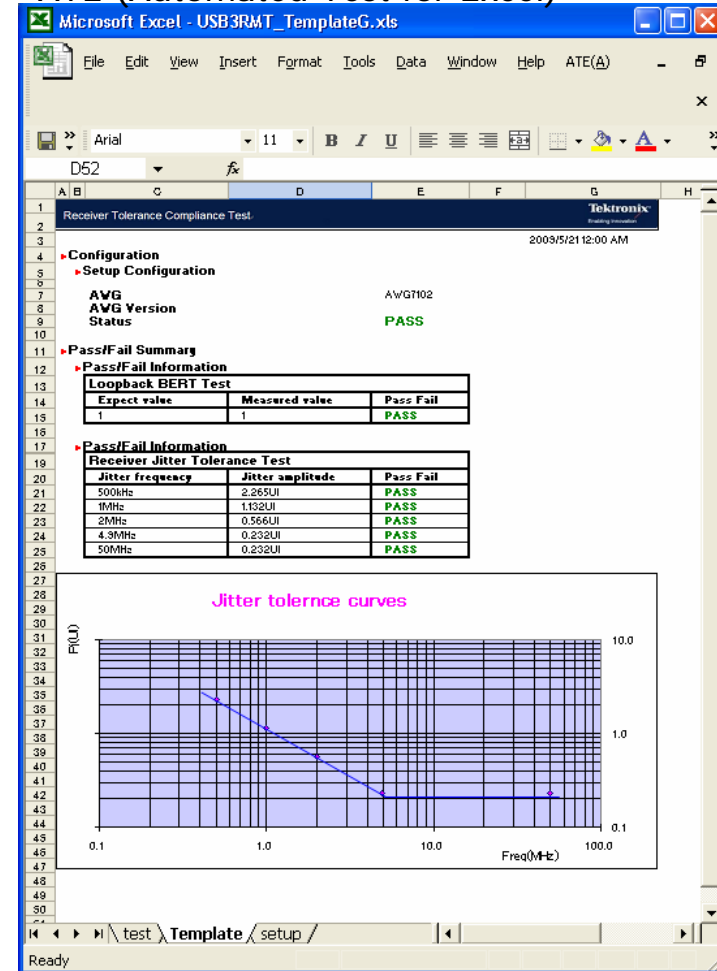 ATE (Automated Test for Excel)
Microsoft Excel - USB3RMT_TemplateG.xls
File Edit View Insert Format Tools Data Window Help ATE(A)
Arial 11 B I U
D52 fx
A B C D E F G H
1
Receiver Tolerance Compliance Test Tektronix
2 Enabling Innovation
3 2009/5/21 12:00 AM
4 Configuration
5 Setup Configuration
6
7 AWG AWG7102
8 AWG Version
9 Status PASS
10
11 Pass/Fail Summary
12 Pass/Fail Information
13 Loopback BERT Test
14 Expect value Measured value Pass Fail
15 1 1 PASS
16
17 Pass/Fail Information
19 Receiver Jitter Tolerance Test
20 Jitter frequency Jitter amplitude Pass Fail
21 500kHz 2.265UI PASS
22 1MHz 1.132UI PASS
23 2MHz 0.566UI PASS
24 4.9MHz 0.232UI PASS
25 50MHz 0.232UI PASS
26
27
28 Jitter tolernce curves
29
30
31 Pj(UI) 10.0
32
33
34
35
36
37
38 1.0
39
40
41
42
43
44 0.1
45 0.1 1.0 10.0 100.0
46 Freq(MHz)
47
48
49
50
test Template setup
Ready